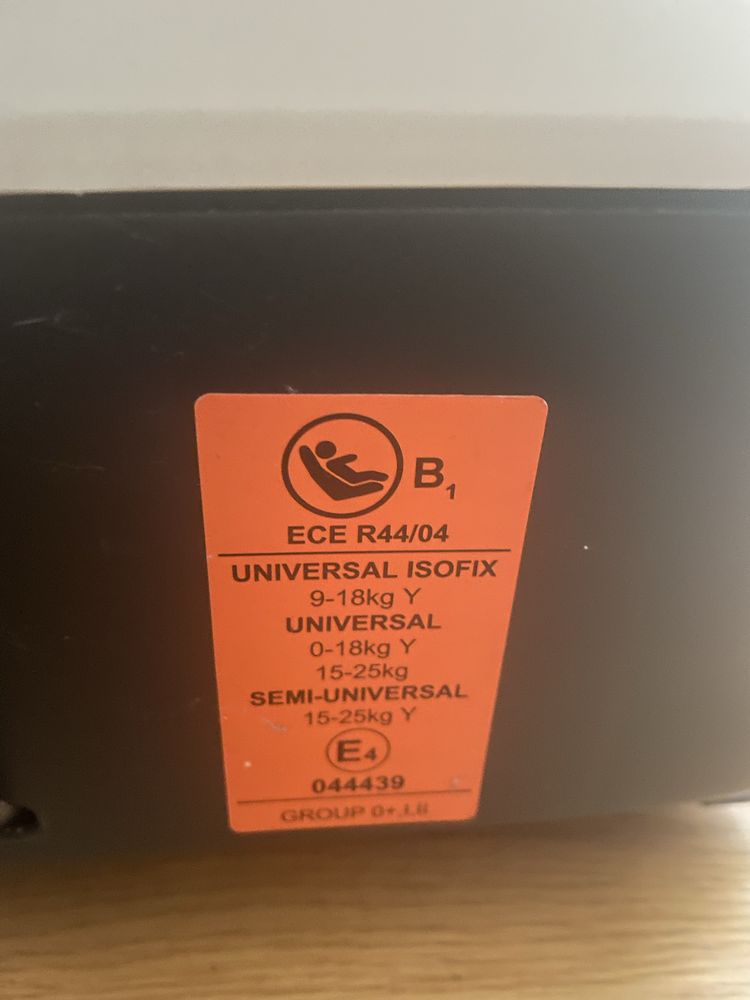 B1
ECE R44/04
UNIVERSAL ISOFIX
9-18kg Y
UNIVERSAL
0-18kg Y
15-25kg
SEMI-UNIVERSAL
15-25kg Y
E4
044439
GROUP 0+,I,II